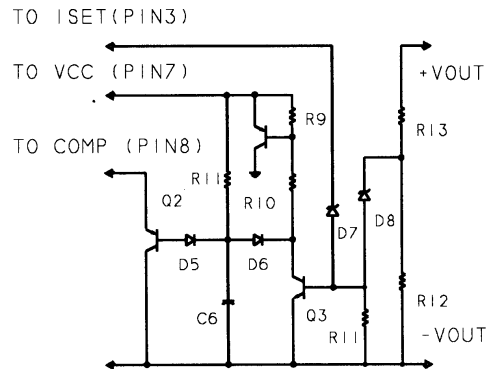 TO ISET(PIN3)
TO VCC (PIN7)
+VOUT
R9
R13
TO COMP (PIN8)
R11
R10
Q2
D7
D8
D5
D6
R12
C6
Q3
R11
-VOUT